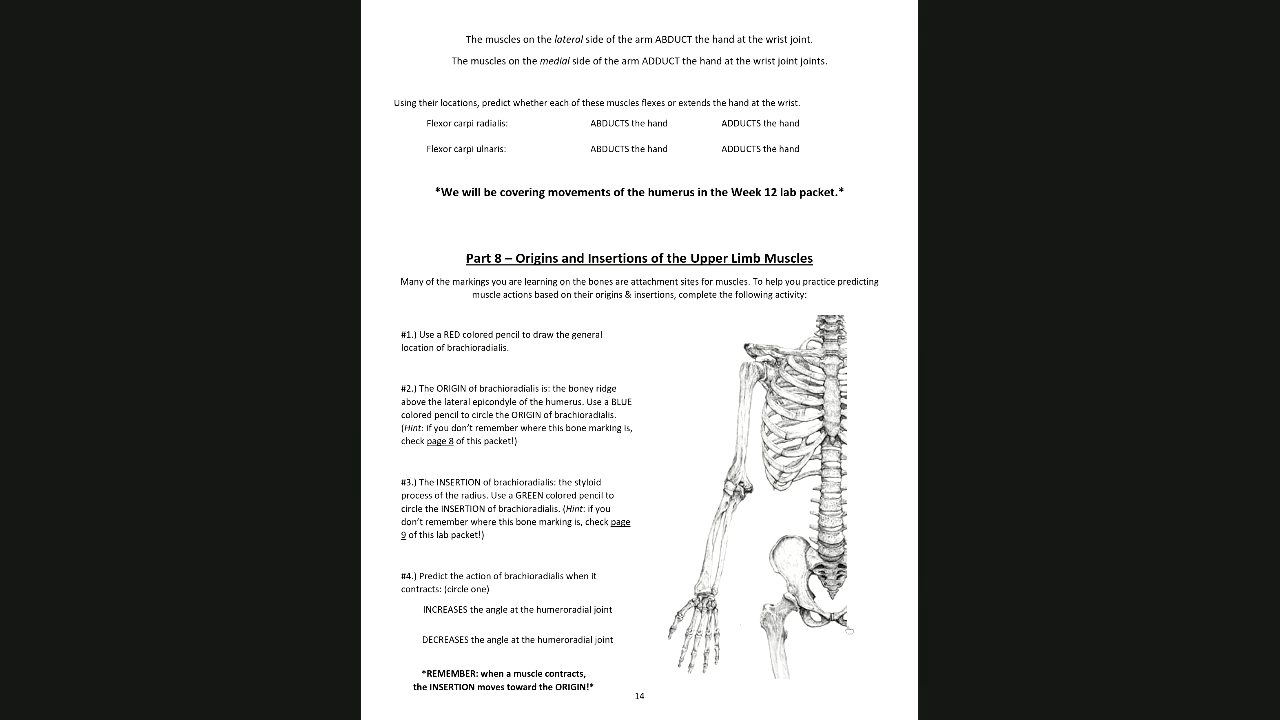 The muscles on the lateral side of the arm ABDUCT the hand at the wrist joint.
The muscles on the medial side of the arm ADDUCT the hand at the wrist joint joints.
Using their locations, predict whether each of these muscles flexes or extends the hand at the wrist.
Flexor carpi radialis: ABDUCTS the hand ADDUCTS the hand
Flexor carpi ulnaris: ABDUCTS the hand ADDUCTS the hand
*We will be covering movements of the humerus in the Week 12 lab packet.*
Part 8 – Origins and Insertions of the Upper Limb Muscles
Many of the markings you are learning on the bones are attachment sites for muscles. To help you practice predicting
muscle actions based on their origins & insertions, complete the following activity:
#1.) Use a RED colored pencil to draw the general
location of brachioradialis.
#2.) The ORIGIN of brachioradialis is: the boney ridge
above the lateral epicondyle of the humerus. Use a BLUE
colored pencil to circle the ORIGIN of brachioradialis.
(Hint: if you don't remember where this bone marking is,
check page 8 of this packet!)
#3.) The INSERTION of brachioradialis: the styloid
process of the radius. Use a GREEN colored pencil to
circle the INSERTION of brachioradialis. (Hint: if you
don't remember where this bone marking is, check page
9 of this lab packet!)
#4.) Predict the action of brachioradialis when it
contracts: (circle one)
INCREASES the angle at the humeroradial joint
DECREASES the angle at the humeroradial joint
*REMEMBER: when a muscle contracts,
the INSERTION moves toward the ORIGIN!*
14